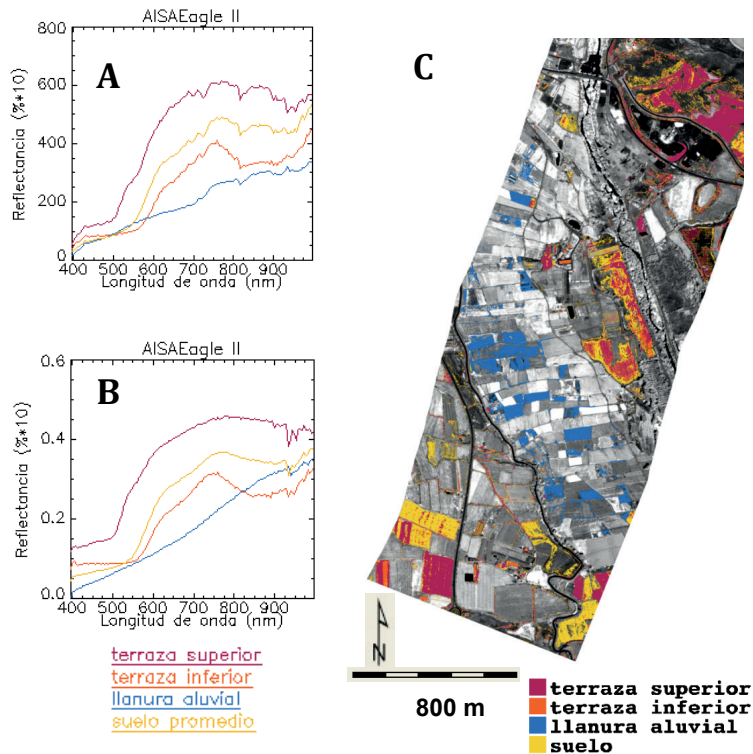 AISAEagle II
A
Reflectancia (%*10)
800
600
400
200
0
400 500 600 700 800 900
Longitud de onda (nm)
AISAEagle II
B
Reflectancia (%*10)
0.6
0.4
0.2
0.0
400 500 600 700 800 900
Longitud de onda (nm)
terraza superior
terraza inferior
llanura aluvial
suelo promedio
C
N
800 m
terraza superior
terraza inferior
llanura aluvial
suelo